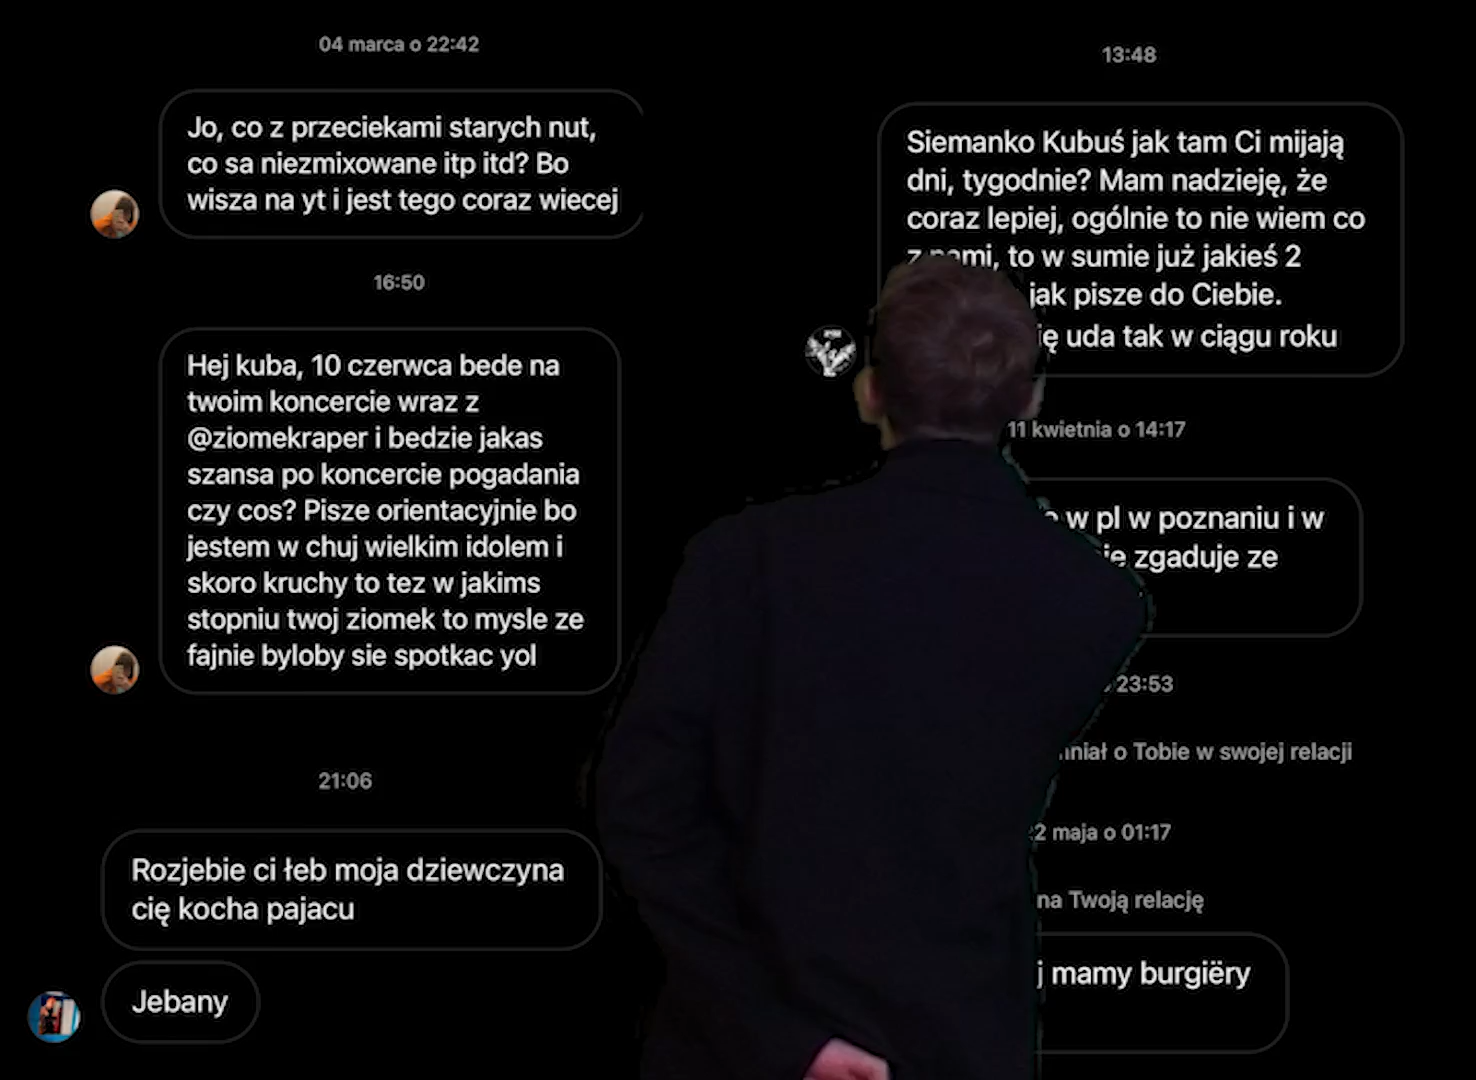 04 marca o 22:42
Jo, co z przeciekami starych nut,
co sa niezmixowane itp itd? Bo
wisza na yt i jest tego coraz wiecej
16:50
Hej kuba, 10 czerwca bede na
twoim koncercie wraz z
@ziomekraper i bedzie jakas
szansa po koncercie pogadania
czy cos? Pisze orientacyjnie bo
jestem w chuj wielkim idolem i
skoro kruchy to tez w jakims
stopniu twoj ziomek to mysle ze
fajnie byloby sie spotkac yol
21:06
Rozjebie ci łeb moja dziewczyna
cię kocha pajacu
Jebany
13:48
Siemanko Kubuś jak tam Ci mijają
dni, tygodnie? Mam nadzieję, że
coraz lepiej, ogólnie to nie wiem co
z nami, to w sumie już jakieś 2
jak pisze do Ciebie.
uda tak w ciągu roku
11 kwietnia o 14:17
w pl w poznaniu i w
zgaduje ze
23:53
o Tobie w swojej relacji
maja o 01:17
na Twoją relację
mamy burgiëry